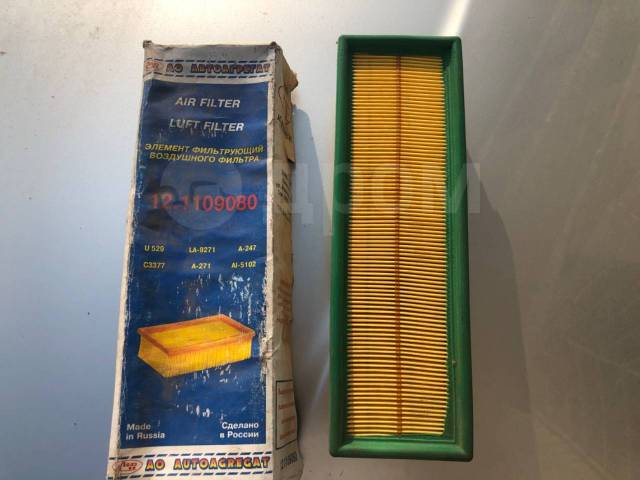 АО АВТОАГРЕГАТ
AIR FILTER
LUFT FILTER
ЭЛЕМЕНТ ФИЛЬТРУЮЩИЙ
ВОЗДУШНОГО ФИЛЬТРА
12-1109080
U 529 LA-9271 A-247
C3377 A-271 AI-5102
Made
in Russia
Сделано
в России
AO AUTOAGREGAT
дром